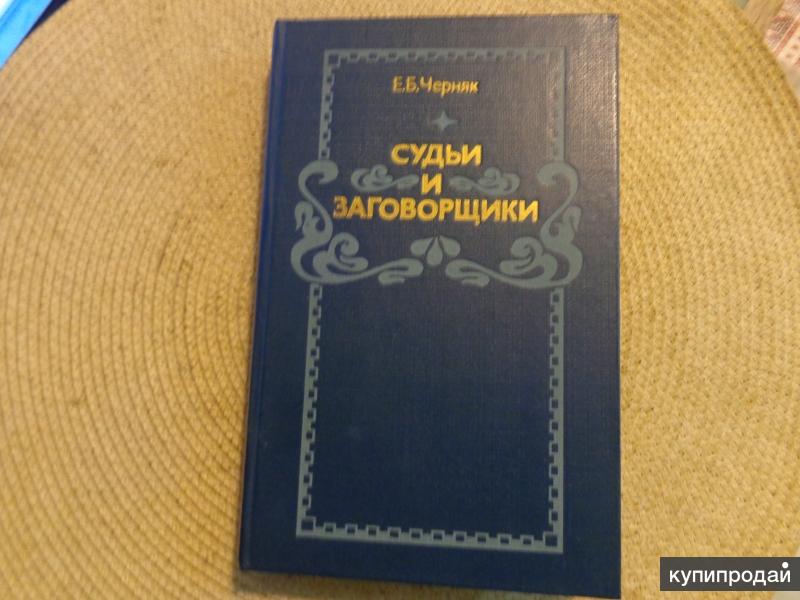 Е.Б.Черняк
СУДЬИ
И
ЗАГОВОРЩИКИ
купипродай